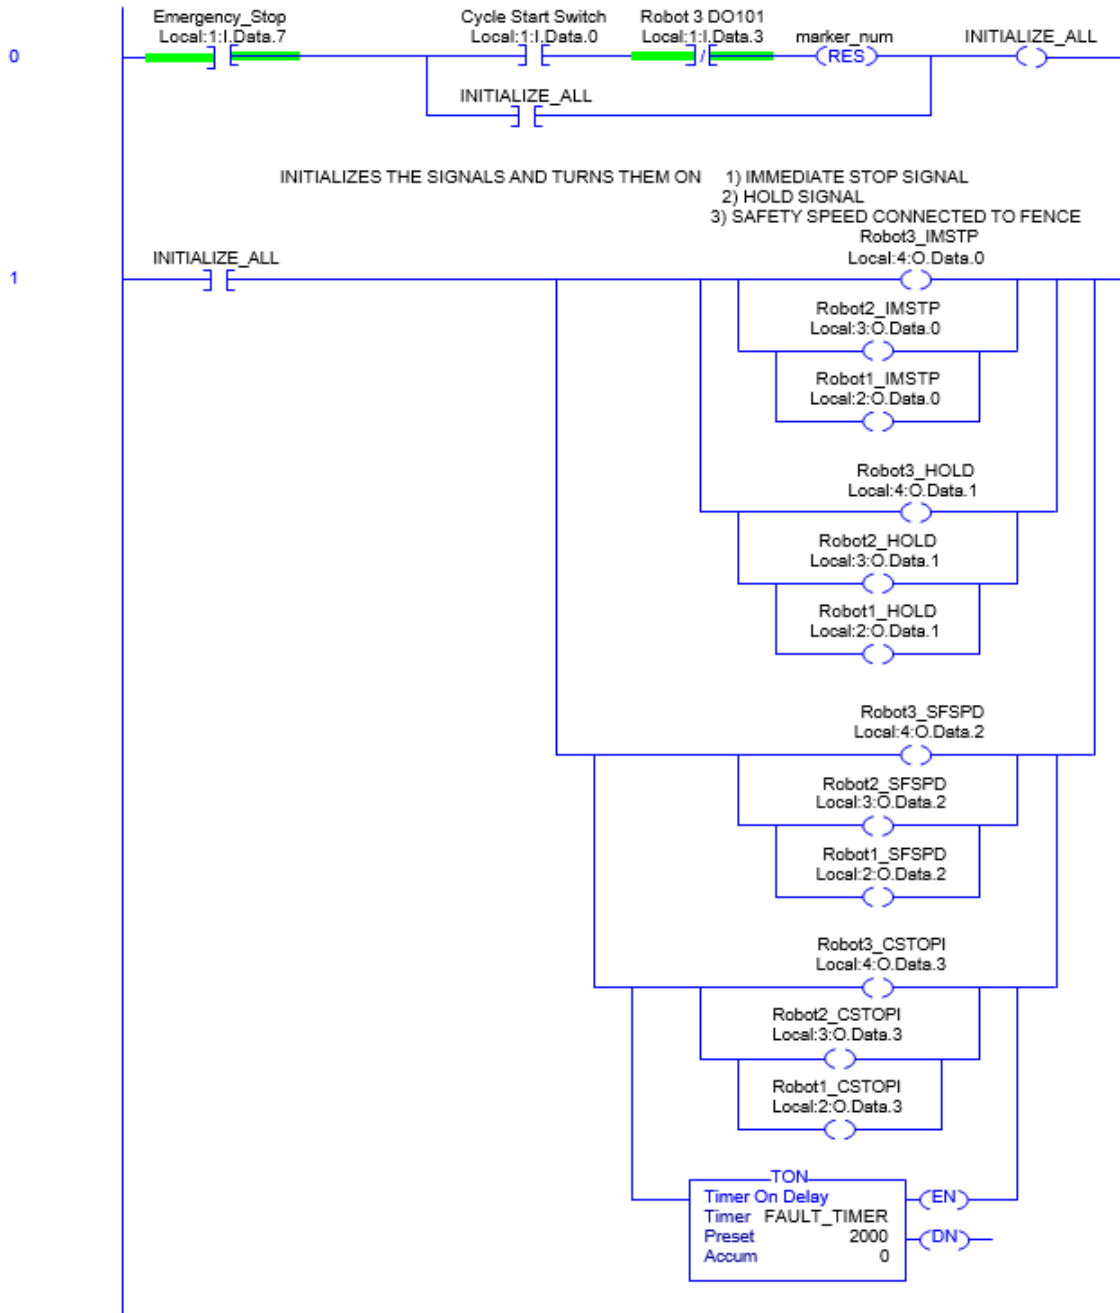 Emergency_Stop
Local:1:I.Data.7
Cycle Start Switch
Local:1:I.Data.0
Robot 3 DO101
Local:1:I.Data.3
marker_num
INITIALIZE_ALL
0
RES
INITIALIZE_ALL
INITIALIZES THE SIGNALS AND TURNS THEM ON 1) IMMEDIATE STOP SIGNAL
2) HOLD SIGNAL
3) SAFETY SPEED CONNECTED TO FENCE
INITIALIZE_ALL
1
Robot3_IMSTP
Local:4:O.Data.0
Robot2_IMSTP
Local:3:O.Data.0
Robot1_IMSTP
Local:2:O.Data.0
Robot3_HOLD
Local:4:O.Data.1
Robot2_HOLD
Local:3:O.Data.1
Robot1_HOLD
Local:2:O.Data.1
Robot3_SFSPD
Local:4:O.Data.2
Robot2_SFSPD
Local:3:O.Data.2
Robot1_SFSPD
Local:2:O.Data.2
Robot3_CSTOPI
Local:4:O.Data.3
Robot2_CSTOPI
Local:3:O.Data.3
Robot1_CSTOPI
Local:2:O.Data.3
TON
Timer On Delay
EN
Timer FAULT_TIMER
Preset 2000
DN
Accum 0